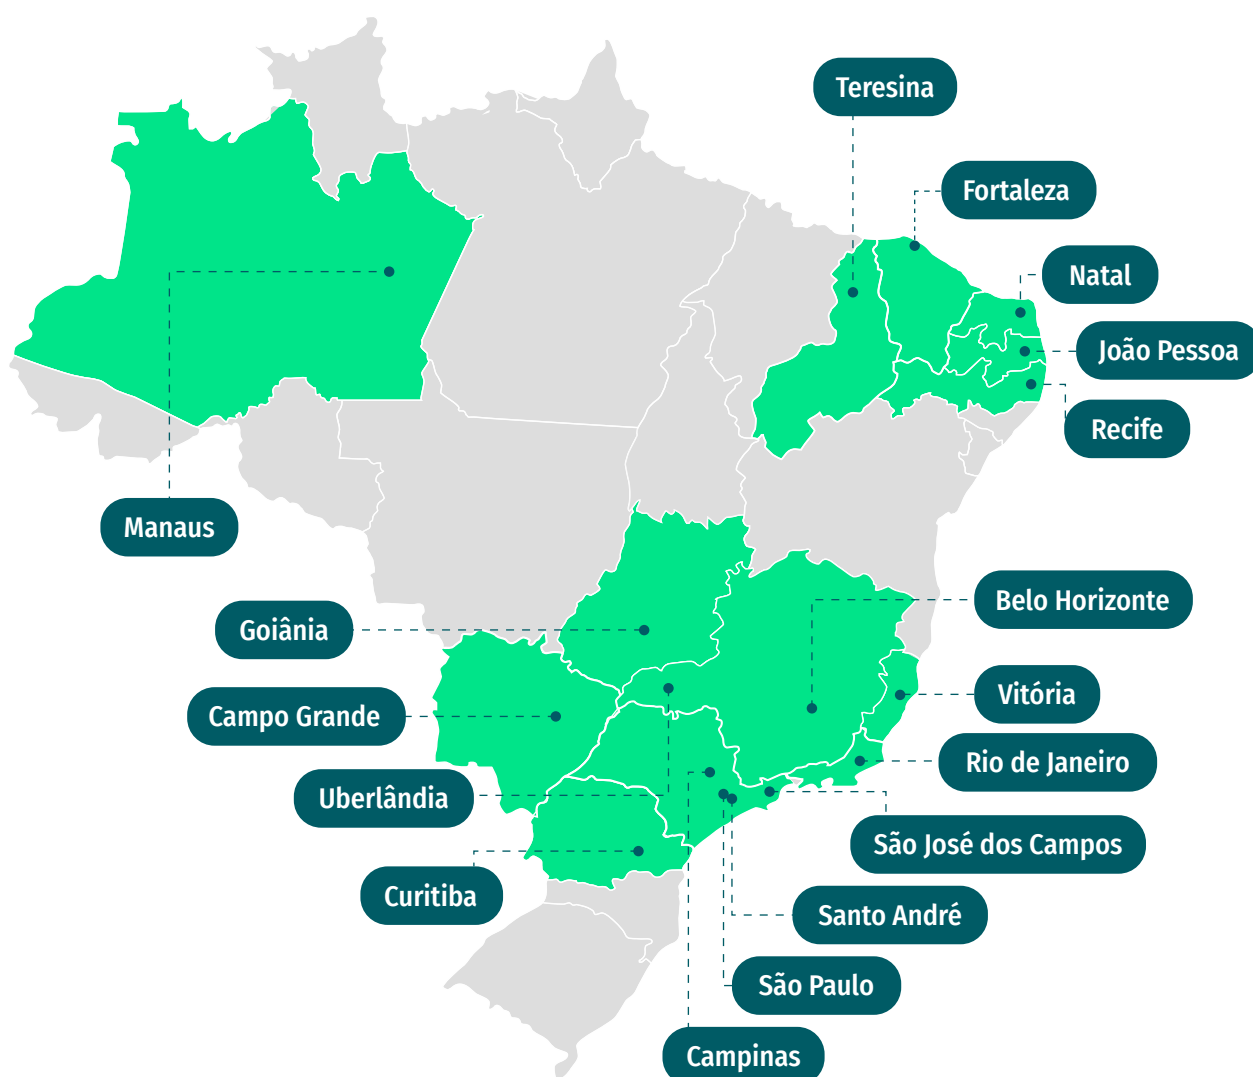 Teresina
Fortaleza
Natal
João Pessoa
Recife
Manaus
Belo Horizonte
Goiânia
Vitória
Campo Grande
Rio de Janeiro
Uberlândia
São José dos Campos
Curitiba
Santo André
São Paulo
Campinas